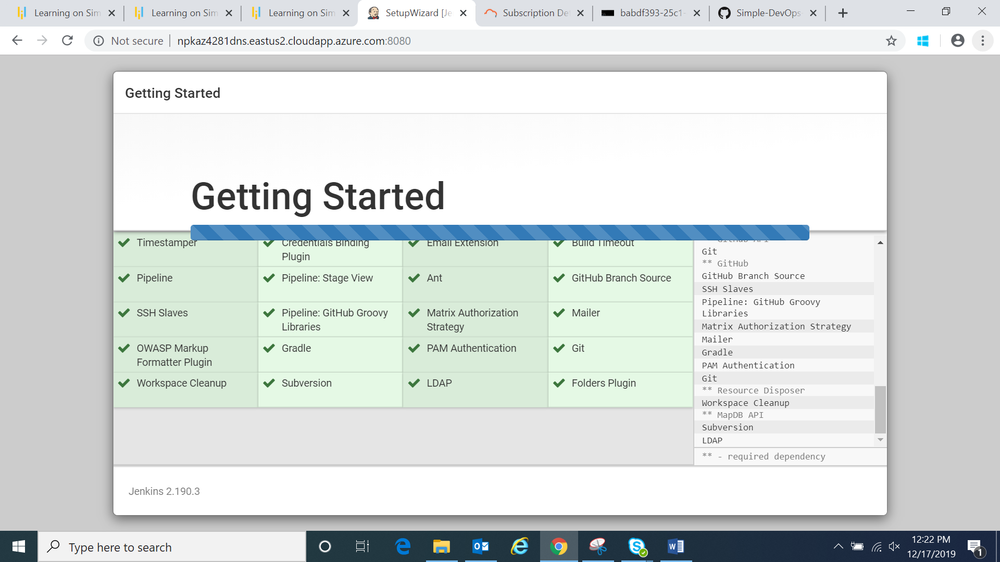 Learning on Sim
Learning on Sim
Learning on Sim
SetupWizard [Je
Subscription De
babdf393-25c1-
Simple-DevOps-
Not secure
npkaz4281dns.eastus2.cloudapp.azure.com:8080
Getting Started
Getting Started
Timestamper
Credentials Binding
Plugin
Email Extension
Build Timeout
Pipeline
Pipeline: Stage View
Ant
GitHub Branch Source
SSH Slaves
Pipeline: GitHub Groovy
Libraries
Matrix Authorization
Strategy
Mailer
OWASP Markup
Formatter Plugin
Gradle
PAM Authentication
Git
Workspace Cleanup
Subversion
LDAP
Folders Plugin
Git
** GitHub
GitHub Branch Source
SSH Slaves
Pipeline: GitHub Groovy
Libraries
Matrix Authorization Strategy
Mailer
Gradle
PAM Authentication
Git
** Resource Disposer
Workspace Cleanup
** MapDB API
Subversion
LDAP
** - required dependency
Jenkins 2.190.3
Type here to search
12:22 PM
12/17/2019
1